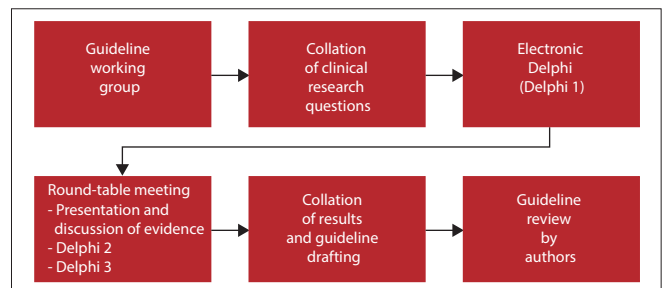 Guideline
working
group
Collation
of clinical
research
questions
Electronic
Delphi
(Delphi 1)
Round-table meeting
- Presentation and
discussion of evidence
- Delphi 2
- Delphi 3
Collation
of results
and guideline
drafting
Guideline
review
by
authors